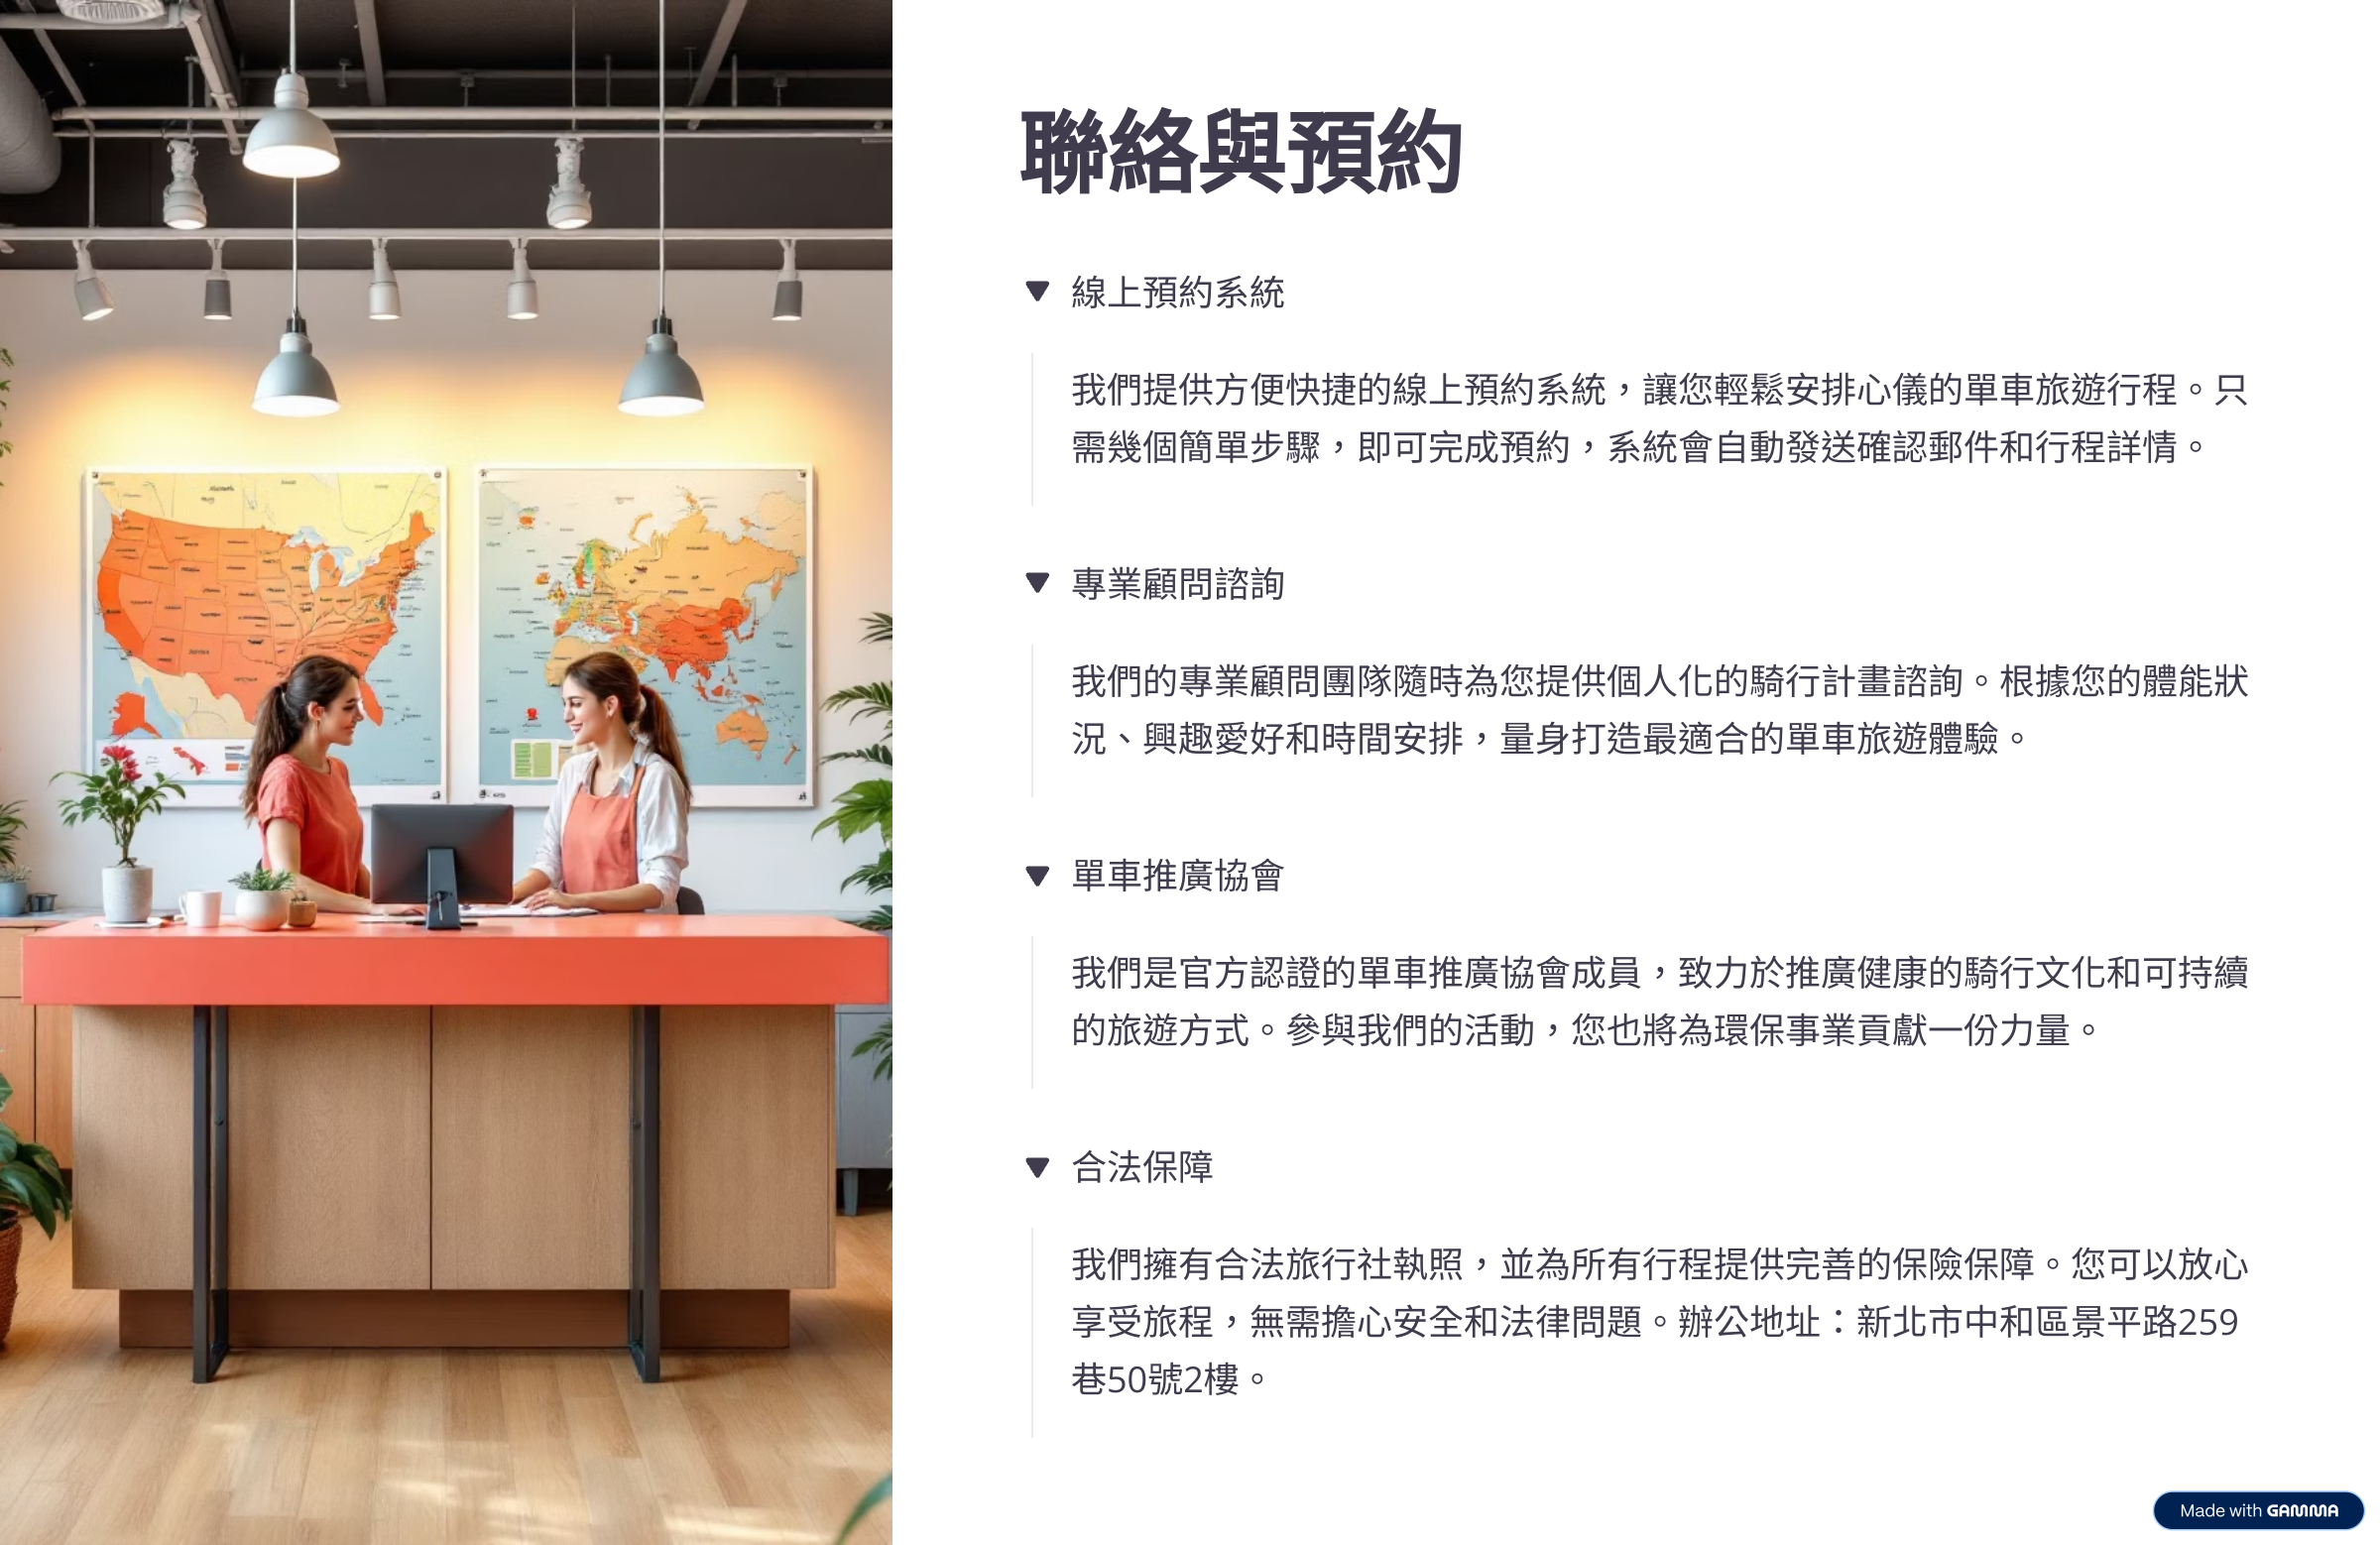 聯絡與預約
線上預約系統
我們提供方便快捷的線上預約系統，讓您輕鬆安排心儀的單車旅遊行程。只
需幾個簡單步驟，即可完成預約，系統會自動發送確認郵件和行程詳情。
專業顧問諮詢
我們的專業顧問團隊隨時為您提供個人化的騎行計畫諮詢。根據您的體能狀
況、興趣愛好和時間安排，量身打造最適合的單車旅遊體驗。
單車推廣協會
我們是官方認證的單車推廣協會成員，致力於推廣健康的騎行文化和可持續
的旅遊方式。參與我們的活動，您也將為環保事業貢獻一份力量。
合法保障
我們擁有合法旅行社執照，並為所有行程提供完善的保險保障。您可以放心
享受旅程，無需擔心安全和法律問題。辦公地址：新北市中和區景平路259
巷50號2樓。
Made with GAMMA